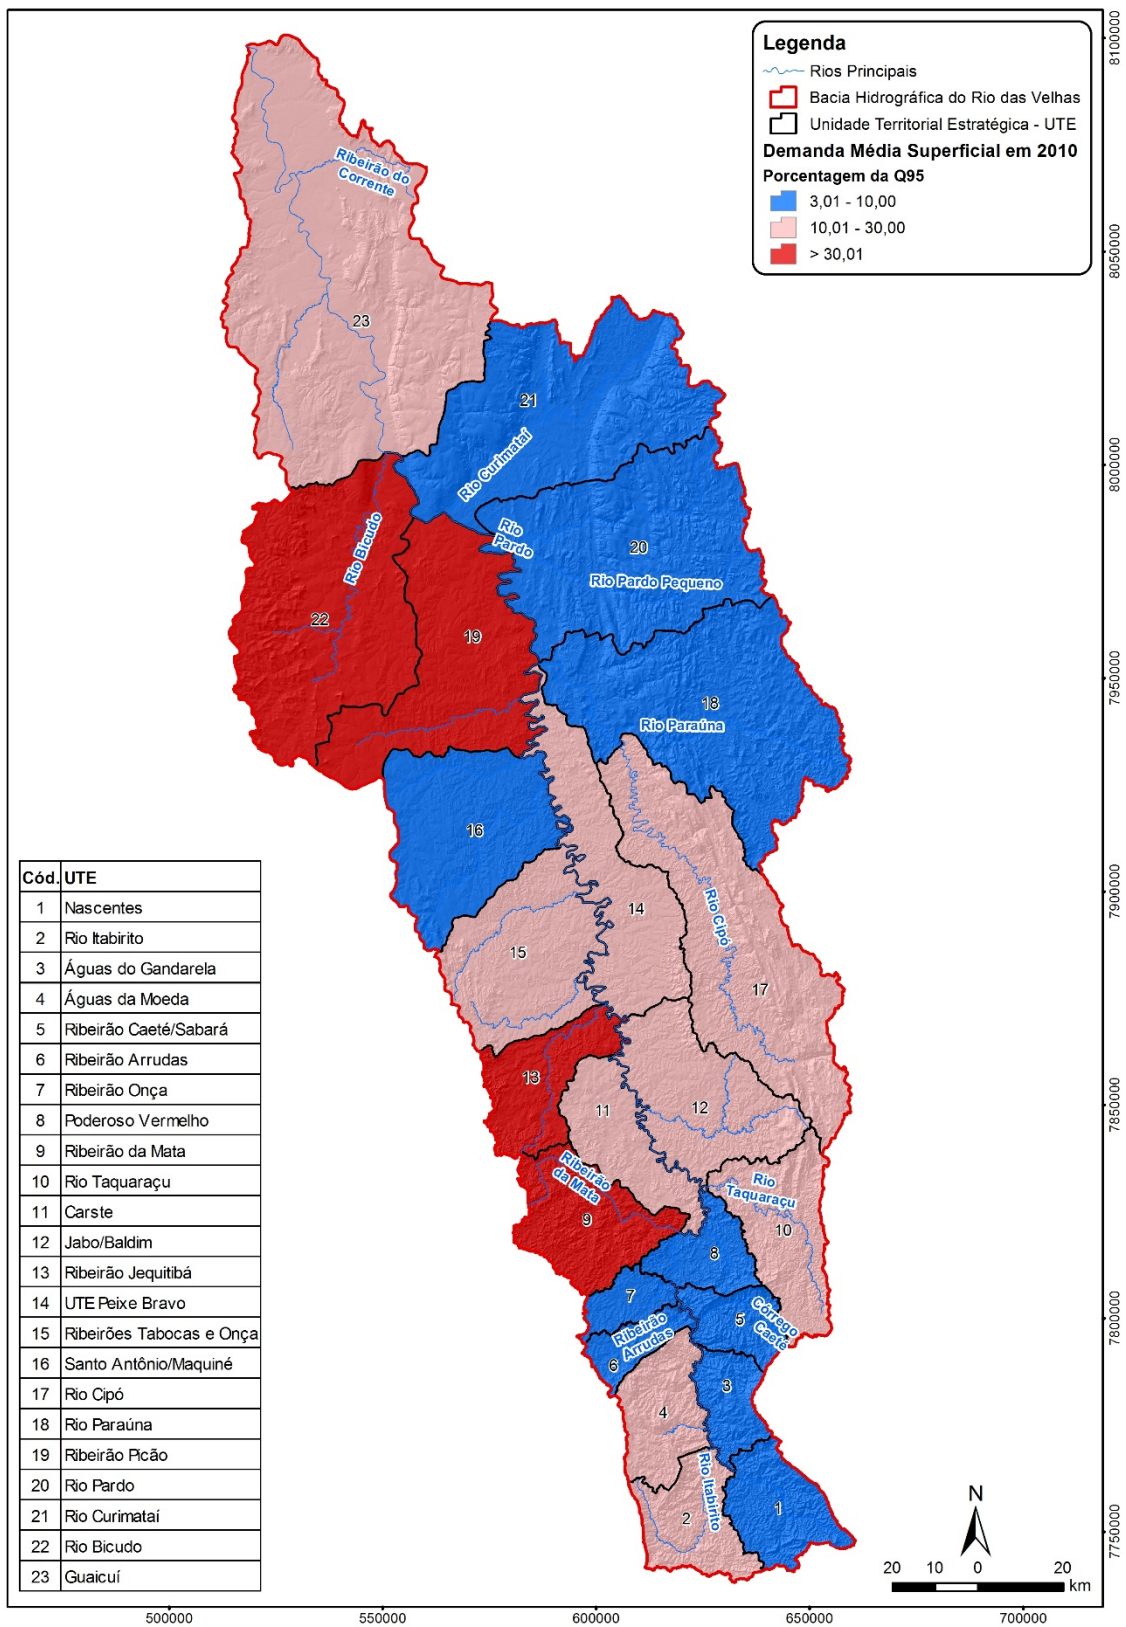 Legenda
Rios Principais
Bacia Hidrográfica do Rio das Velhas
Unidade Territorial Estratégica - UTE
Demanda Média Superficial em 2010
Porcentagem da Q95
3,01 - 10,00
10,01 - 30,00
> 30,01
8100000
8050000
8000000
7950000
7900000
7850000
7800000
7750000
Ribeirão do
Corrente
23
21
Rio Curimataí
Rio
Pardo
20
Rio Pardo Pequeno
Rio Bicudo
22
19
18
Rio Paraúna
16
14
Rio Cipó
15
17
13
11
12
Ribeirão
da Mata
Rio
Taquaraçu
9
10
8
7
5
Córrego
Caeté
Ribeirão
Arrudas
6
3
4
Rio Itabirito
2
1
Cód. UTE
1 Nascentes
2 Rio Itabirito
3 Águas do Gandarela
4 Águas da Moeda
5 Ribeirão Caeté/Sabará
6 Ribeirão Arrudas
7 Ribeirão Onça
8 Poderoso Vermelho
9 Ribeirão da Mata
10 Rio Taquaraçu
11 Carste
12 Jabo/Baldim
13 Ribeirão Jequitibá
14 UTE Peixe Bravo
15 Ribeirões Tabocas e Onça
16 Santo Antônio/Maquiné
17 Rio Cipó
18 Rio Paraúna
19 Ribeirão Picão
20 Rio Pardo
21 Rio Curimataí
22 Rio Bicudo
23 Guaicuí
N
20 10 0 20
km
500000 550000 600000 650000 700000